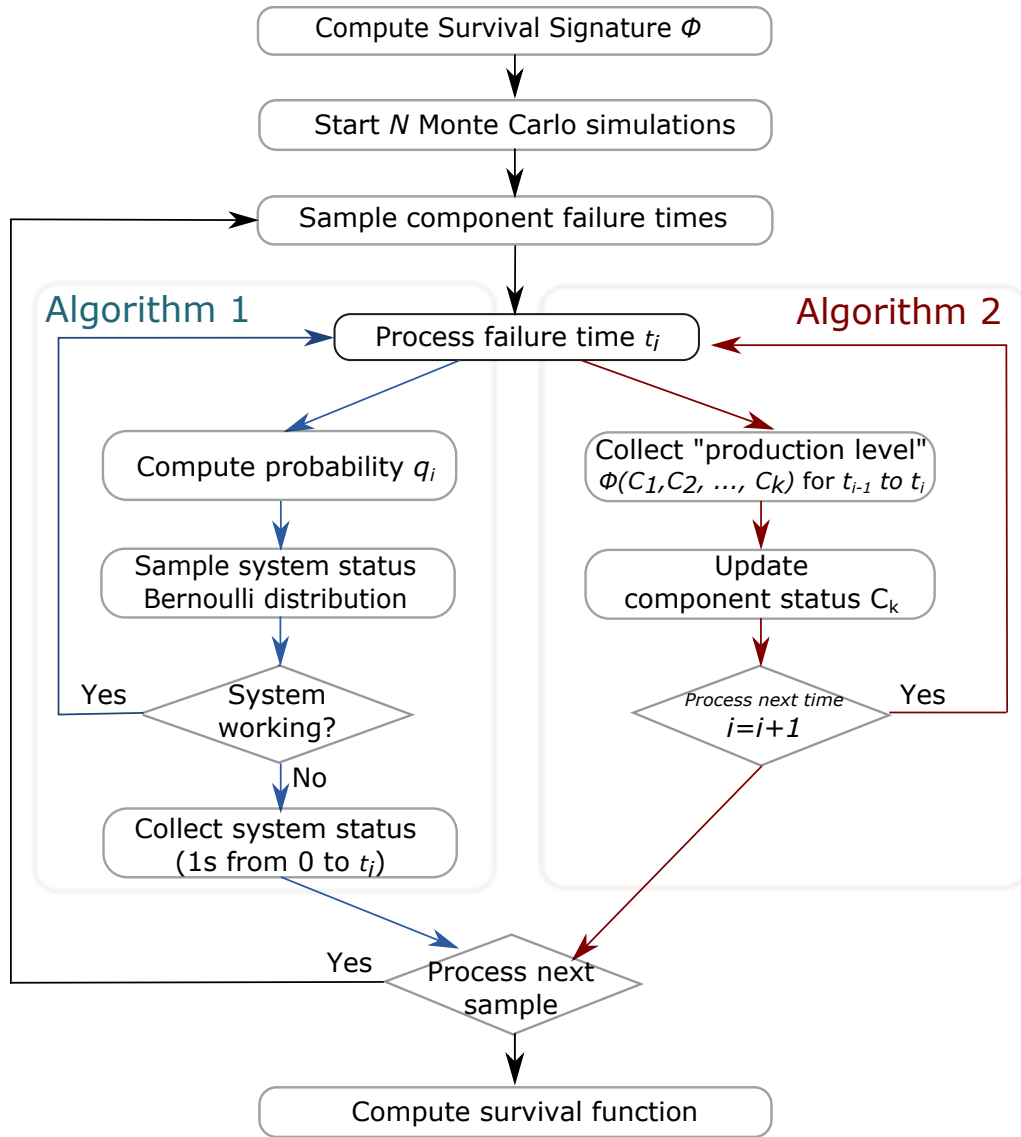 Compute Survival Signature Φ
Start N Monte Carlo simulations
Sample component failure times
Algorithm 1
Algorithm 2
Process failure time tᵢ
Compute probability qᵢ
Sample system status
Bernoulli distribution
Yes
System
working?
No
Collect system status
(1s from 0 to tᵢ)
Collect "production level"
Φ(C₁,C₂, ..., Cₖ) for tᵢ₋₁ to tᵢ
Update
component status Cₖ
Process next time
i=i+1
Yes
Yes
Process next
sample
Compute survival function